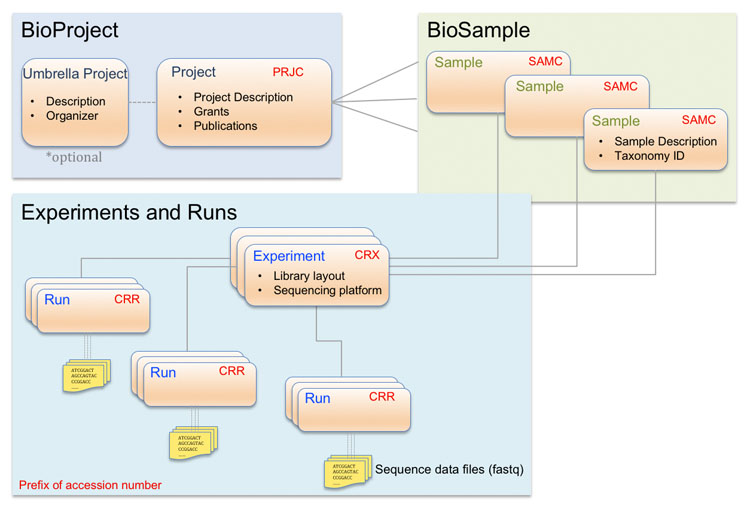 BioProject
Umbrella Project
• Description
• Organizer
*optional
Project PRJC
• Project Description
• Grants
• Publications
BioSample
Sample SAMC
Sample SAMC
Sample SAMC
• Sample Description
• Taxonomy ID
Experiments and Runs
Experiment CRX
• Library layout
• Sequencing platform
Run CRR
ATCGGACT
AGCCAGTAC
CCGGACC
......
Run CRR
ATCGGACT
AGCCAGTAC
CCGGACC
......
Run CRR
ATCGGACT
AGCCAGTAC
CCGGACC
......
Sequence data files (fastq)
Prefix of accession number